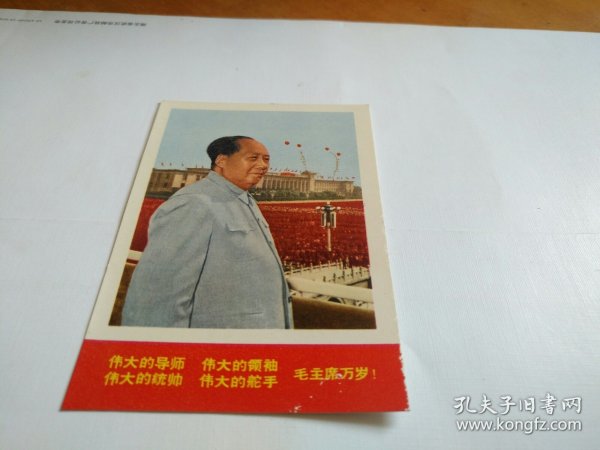 伟大的导师 伟大的领袖
伟大的统帅 伟大的舵手
毛主席万岁！
孔夫子旧书网
www.kongfz.com